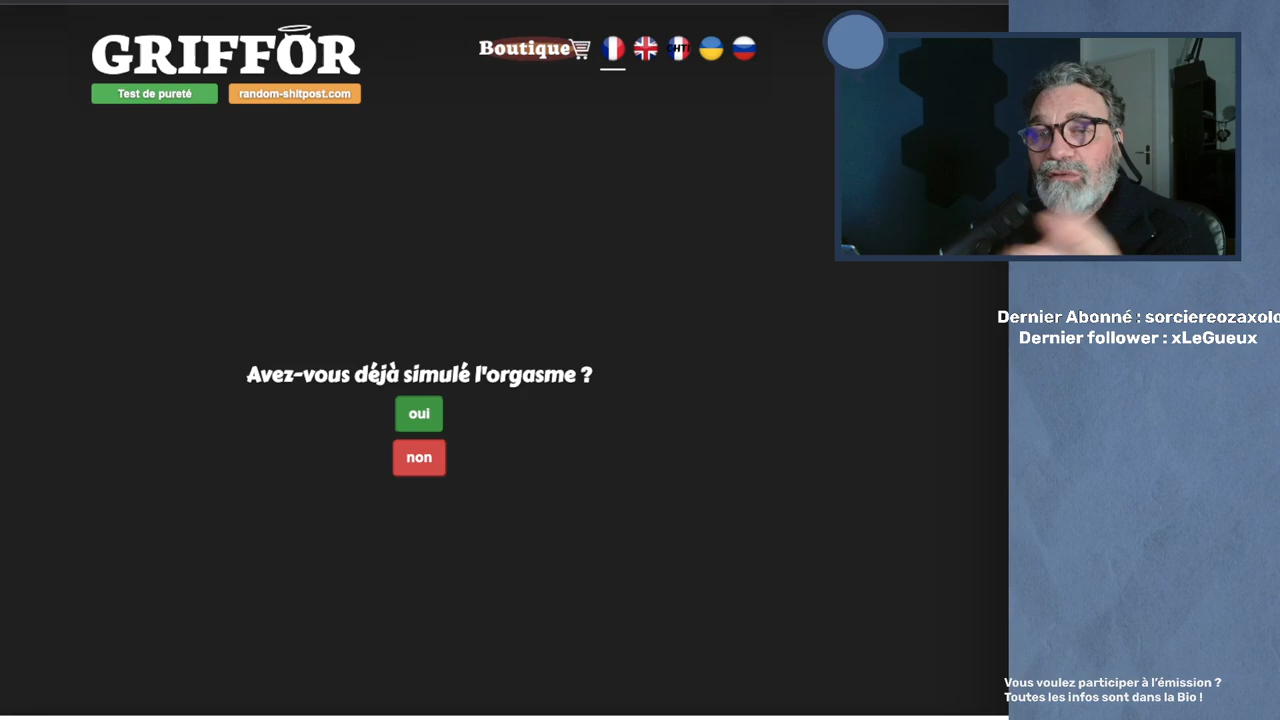 GRIFFOR
Boutique
CHTI
Test de pureté
random-shitpost.com
Avez-vous déjà simulé l'orgasme ?
oui
non
Dernier Abonné : sorciereozaxolo
Dernier follower : xLeGueux
Vous voulez participer à l'émission ?
Toutes les infos sont dans la Bio !